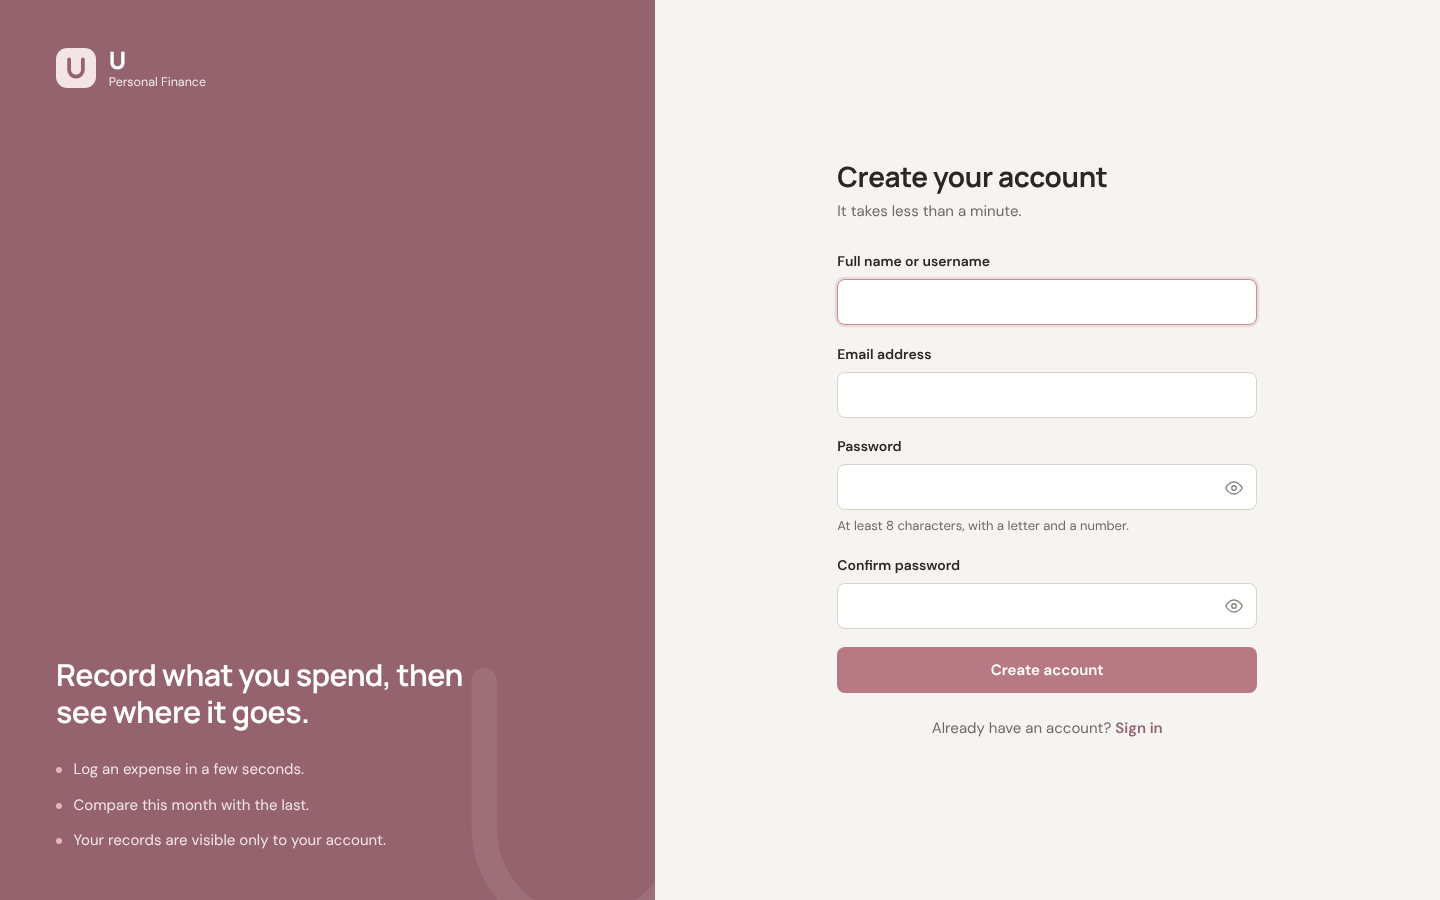 U
U
Personal Finance
Record what you spend, then
see where it goes.
Log an expense in a few seconds.
Compare this month with the last.
Your records are visible only to your account.
Create your account
It takes less than a minute.
Full name or username
Email address
Password
At least 8 characters, with a letter and a number.
Confirm password
Create account
Already have an account? Sign in